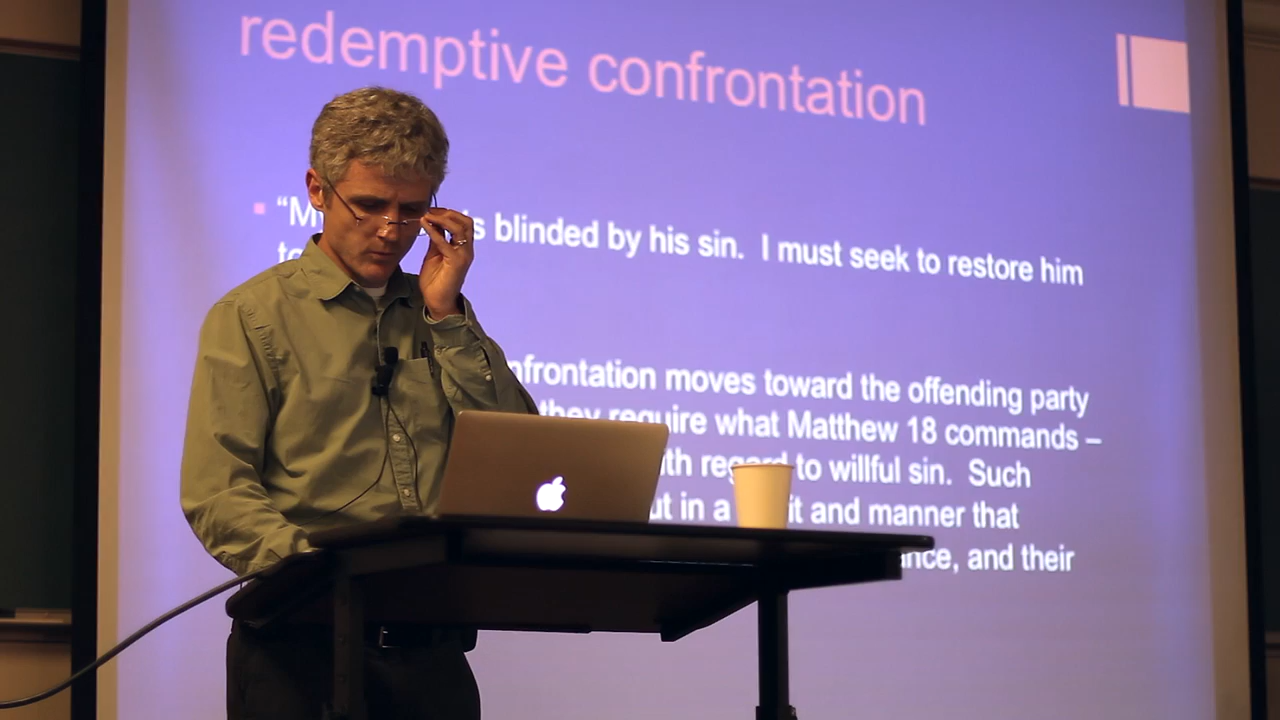 redemptive confrontation
“M s blinded by his sin. I must seek to restore him
to
nfrontation moves toward the offending party
they require what Matthew 18 commands –
th regard to willful sin. Such
ut in a it and manner that
ance, and their